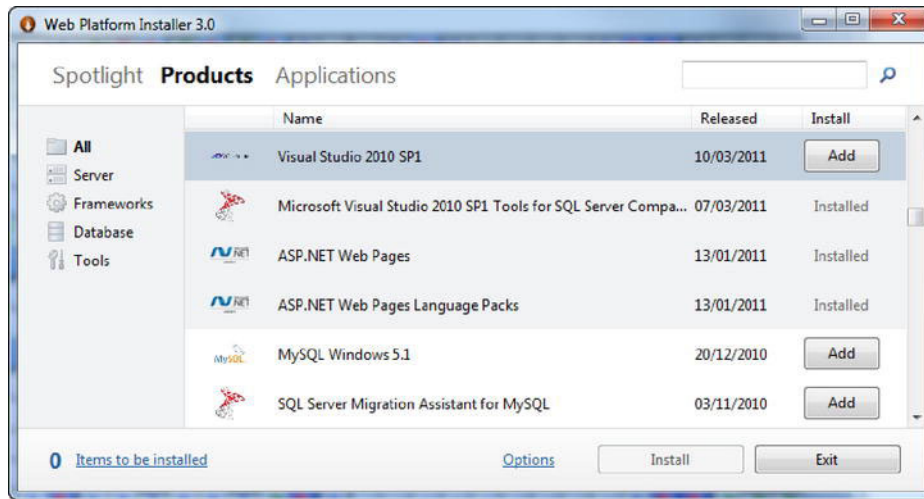 Web Platform Installer 3.0
Spotlight Products Applications
Name Released Install
All
Server
Frameworks
Database
Tools
Visual Studio 2010 SP1 10/03/2011 Add
Microsoft Visual Studio 2010 SP1 Tools for SQL Server Compa... 07/03/2011 Installed
ASP.NET Web Pages 13/01/2011 Installed
ASP.NET Web Pages Language Packs 13/01/2011 Installed
MySQL MySQL Windows 5.1 20/12/2010 Add
SQL Server Migration Assistant for MySQL 03/11/2010 Add
0 Items to be installed Options Install Exit